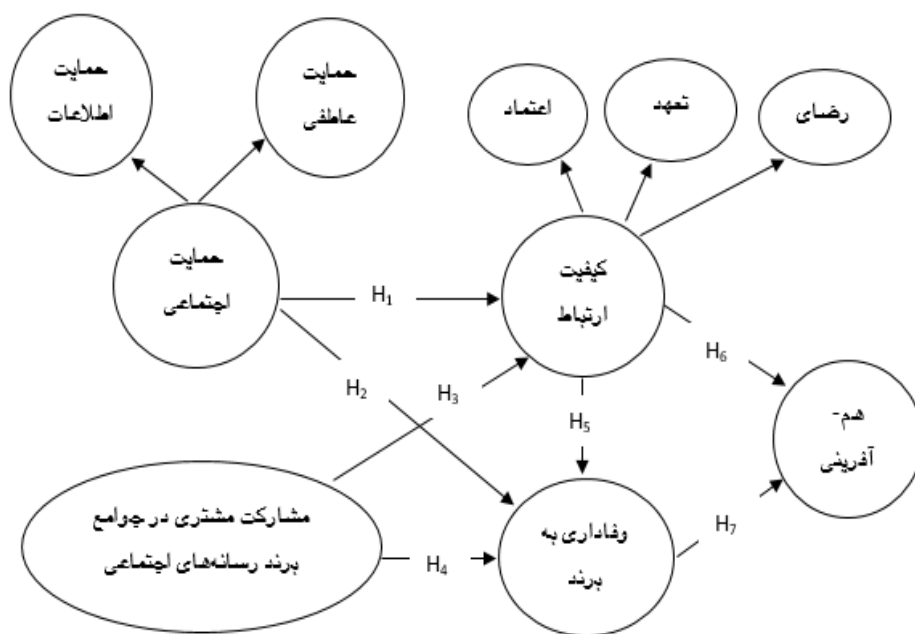 حمایت
اطلاعات
حمایت
عاطفی
اعتماد
تعهد
رضای
حمایت
اجتماعی
کیفیت
ارتباط
H₁
H₂
H₃
H₆
H₅
هم-
آفرینی
مشارکت مشتری در جوامع
برند رسانه‌های اجتماعی
H₄
وفاداری به
برند
H₇